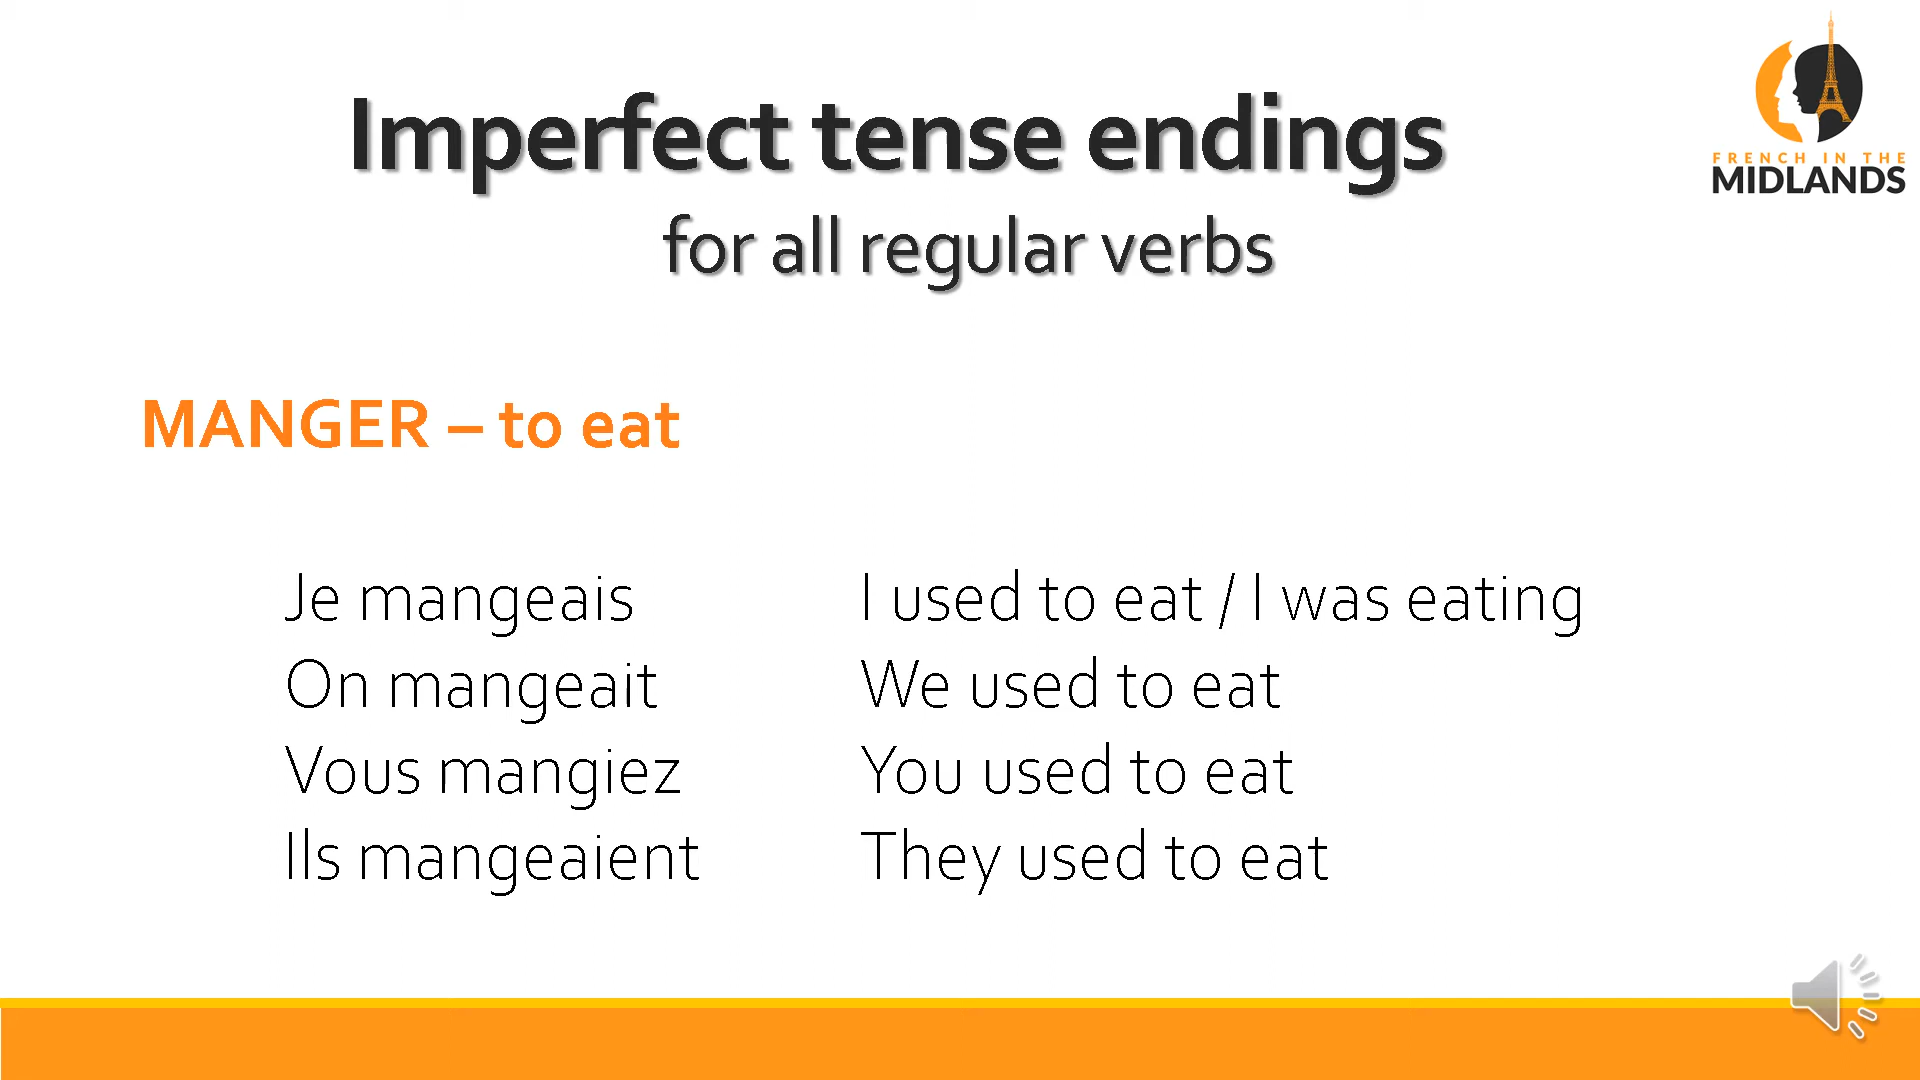 Imperfect tense endings
for all regular verbs
FRENCH IN THE
MIDLANDS
MANGER – to eat
Je mangeais I used to eat / I was eating
On mangeait We used to eat
Vous mangiez You used to eat
Ils mangeaient They used to eat